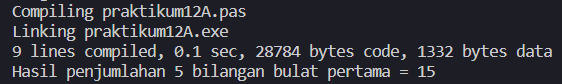 Compiling praktikum12A.pas
Linking praktikum12A.exe
9 lines compiled, 0.1 sec, 28784 bytes code, 1332 bytes data
Hasil penjumlahan 5 bilangan bulat pertama = 15